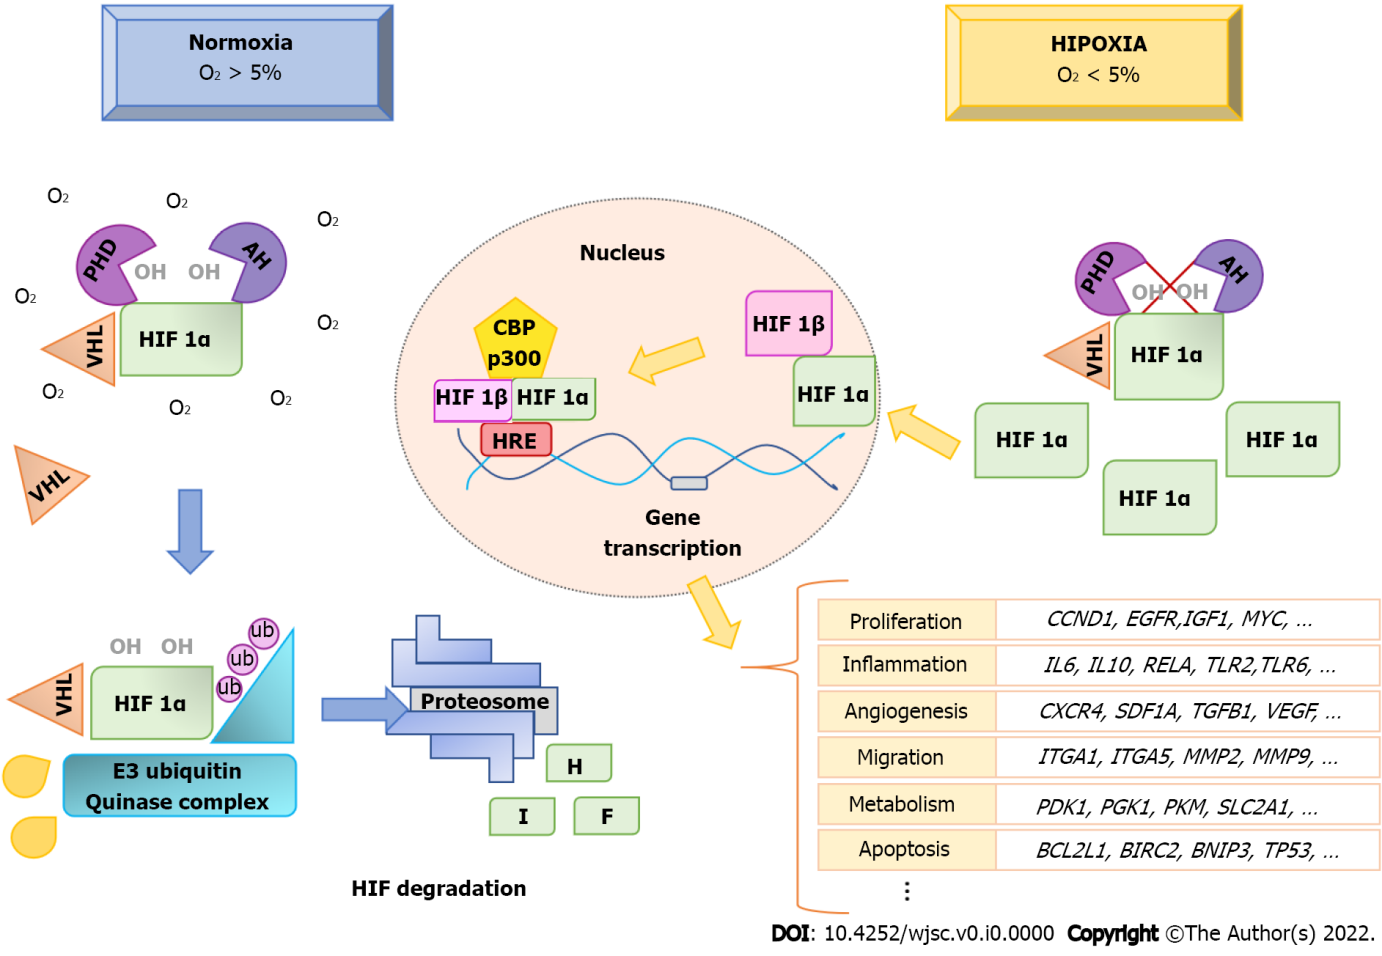 Normoxia
O₂ > 5%
HIPOXIA
O₂ < 5%
O₂
O₂
O₂
O₂
O₂
O₂
O₂
O₂
PHD
AH
OH OH
VHL
HIF 1α
VHL
Nucleus
CBP
p300
HIF 1β
HIF 1α
HRE
HIF 1β
HIF 1α
Gene
transcription
PHD
AH
OH OH
VHL
HIF 1α
HIF 1α
HIF 1α
HIF 1α
OH OH
ub
ub
ub
VHL
HIF 1α
E3 ubiquitin
Quinase complex
Proteosome
H
I
F
HIF degradation
Proliferation CCND1, EGFR,IGF1, MYC, ...
Inflammation IL6, IL10, RELA, TLR2,TLR6, ...
Angiogenesis CXCR4, SDF1A, TGFB1, VEGF, ...
Migration ITGA1, ITGA5, MMP2, MMP9, ...
Metabolism PDK1, PGK1, PKM, SLC2A1, ...
Apoptosis BCL2L1, BIRC2, BNIP3, TP53, ...
⋮
DOI: 10.4252/wjsc.v0.i0.0000 Copyright ©The Author(s) 2022.